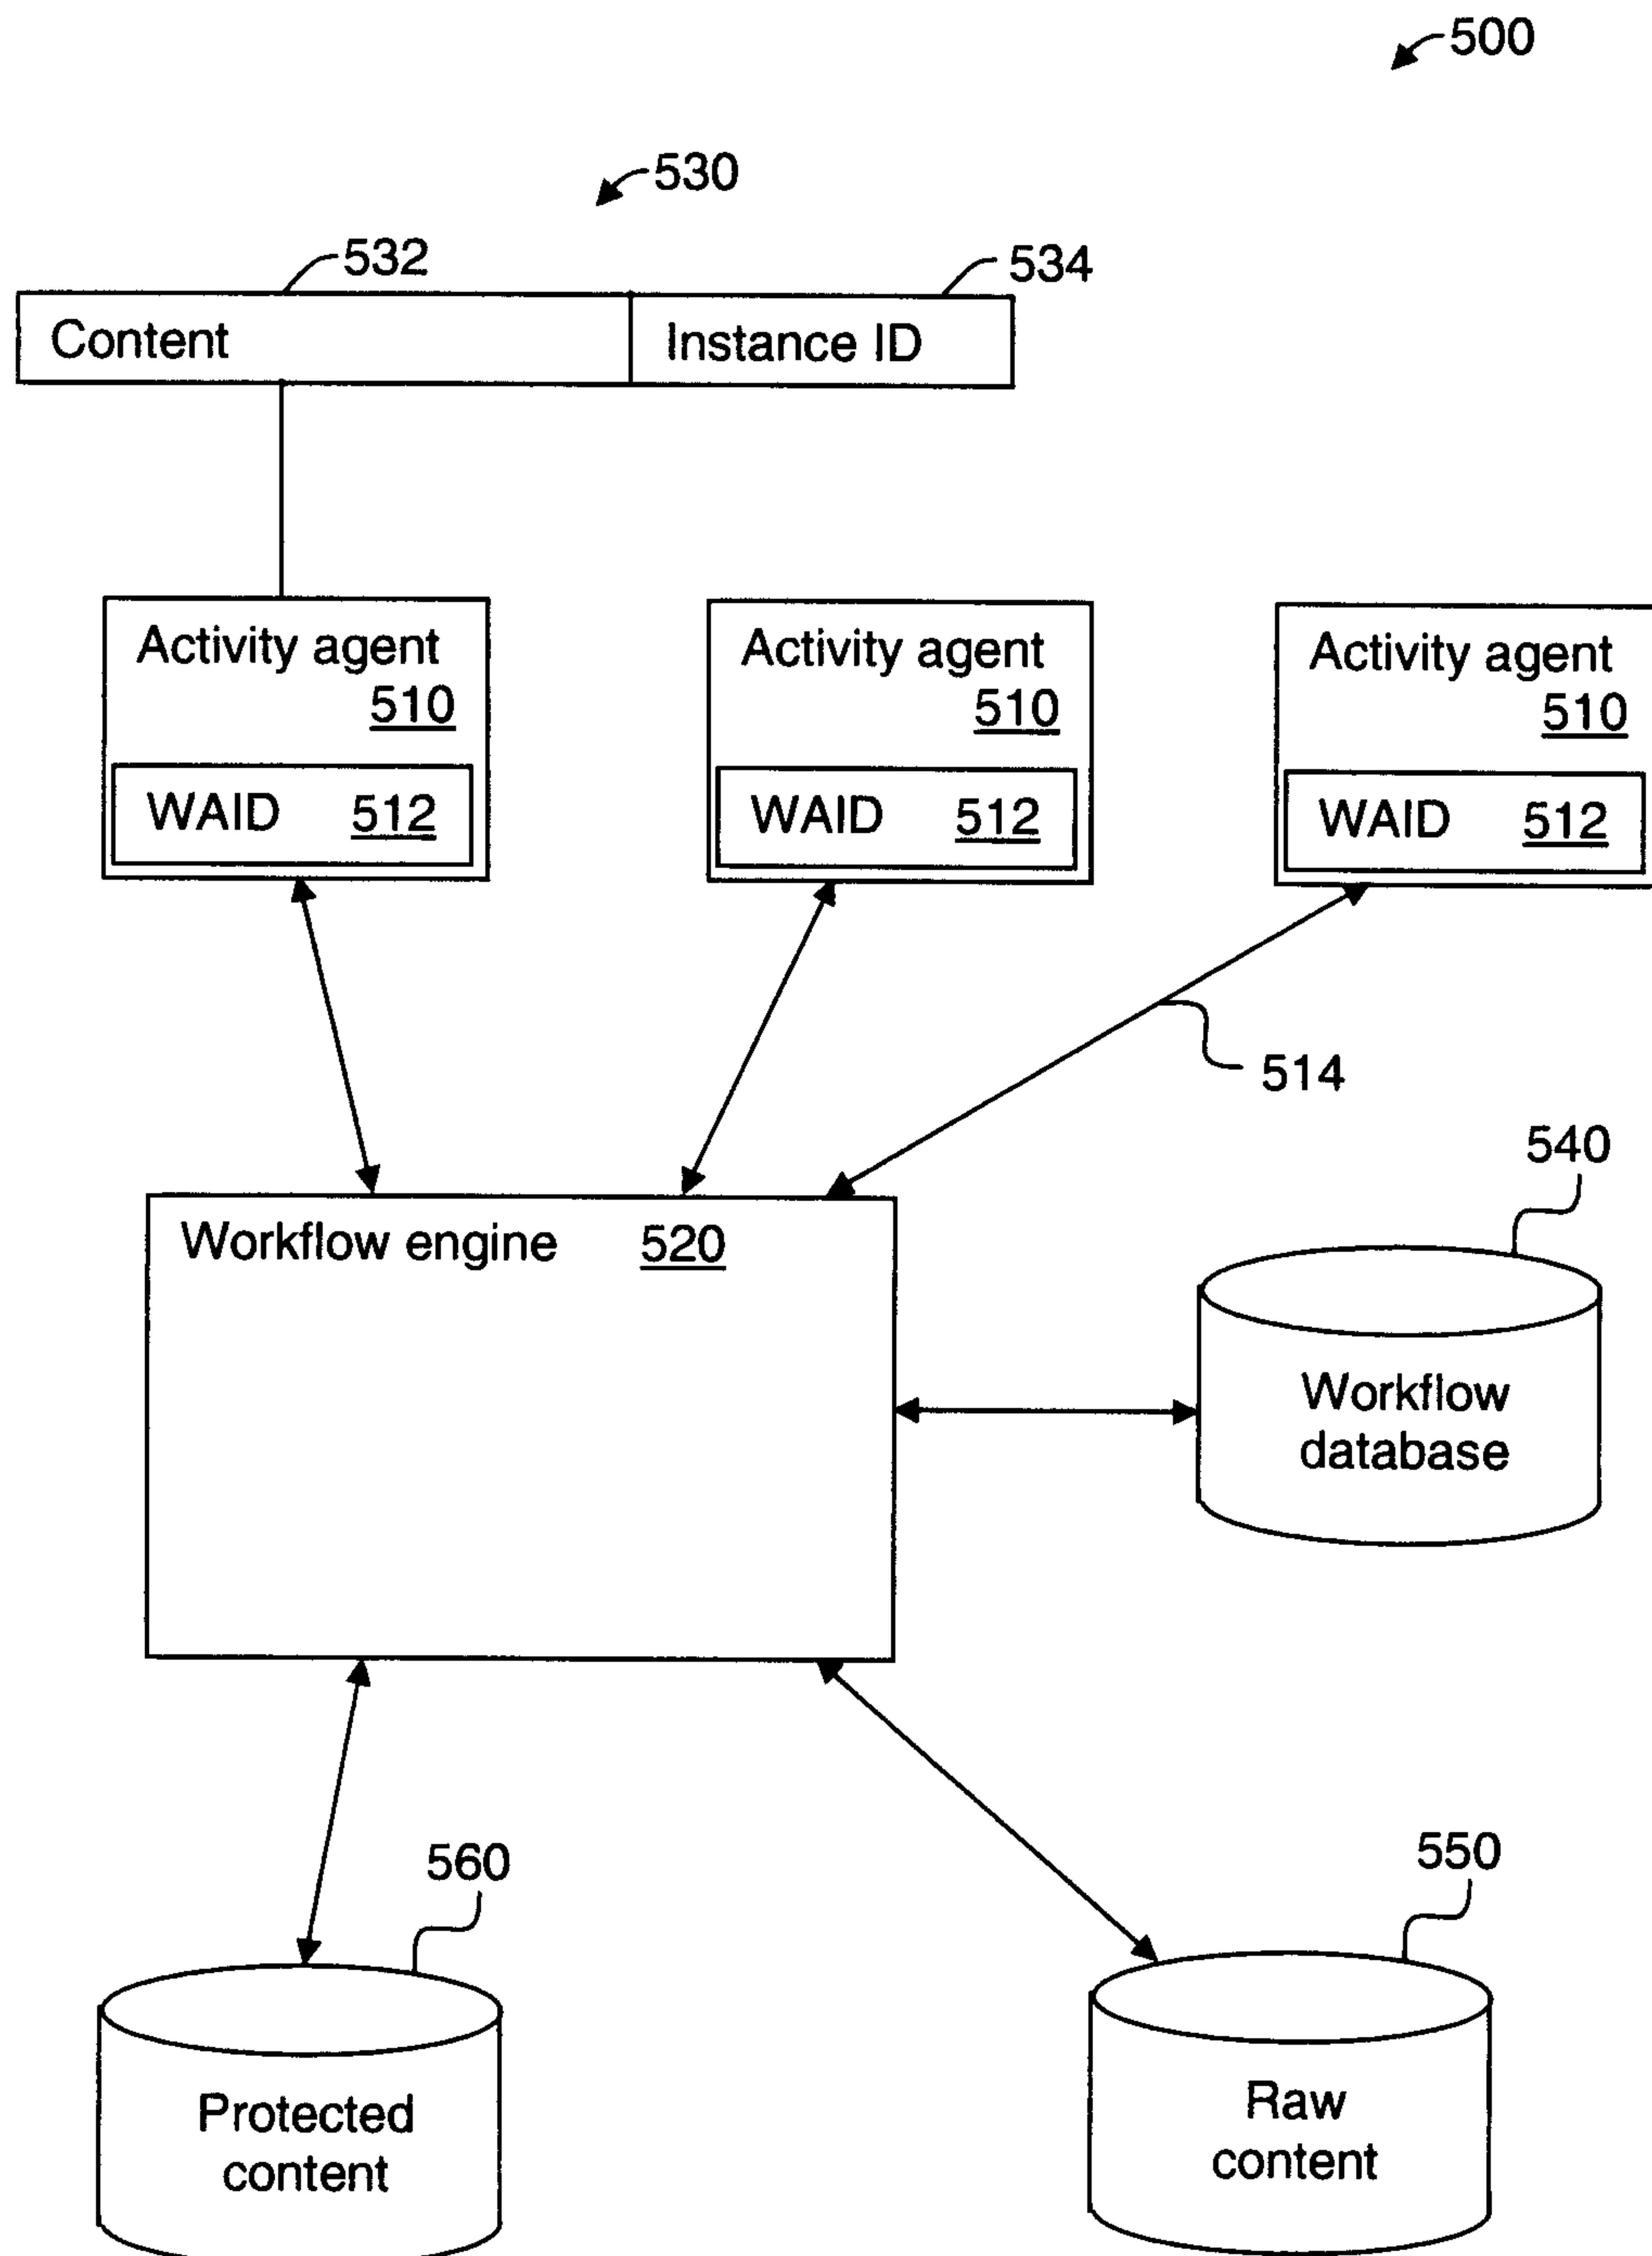 500
530
532
534
Content
Instance ID
Activity agent
510
WAID 512
Activity agent
510
WAID 512
Activity agent
510
WAID 512
514
540
Workflow engine 520
Workflow
database
560
550
Protected
content
Raw
content